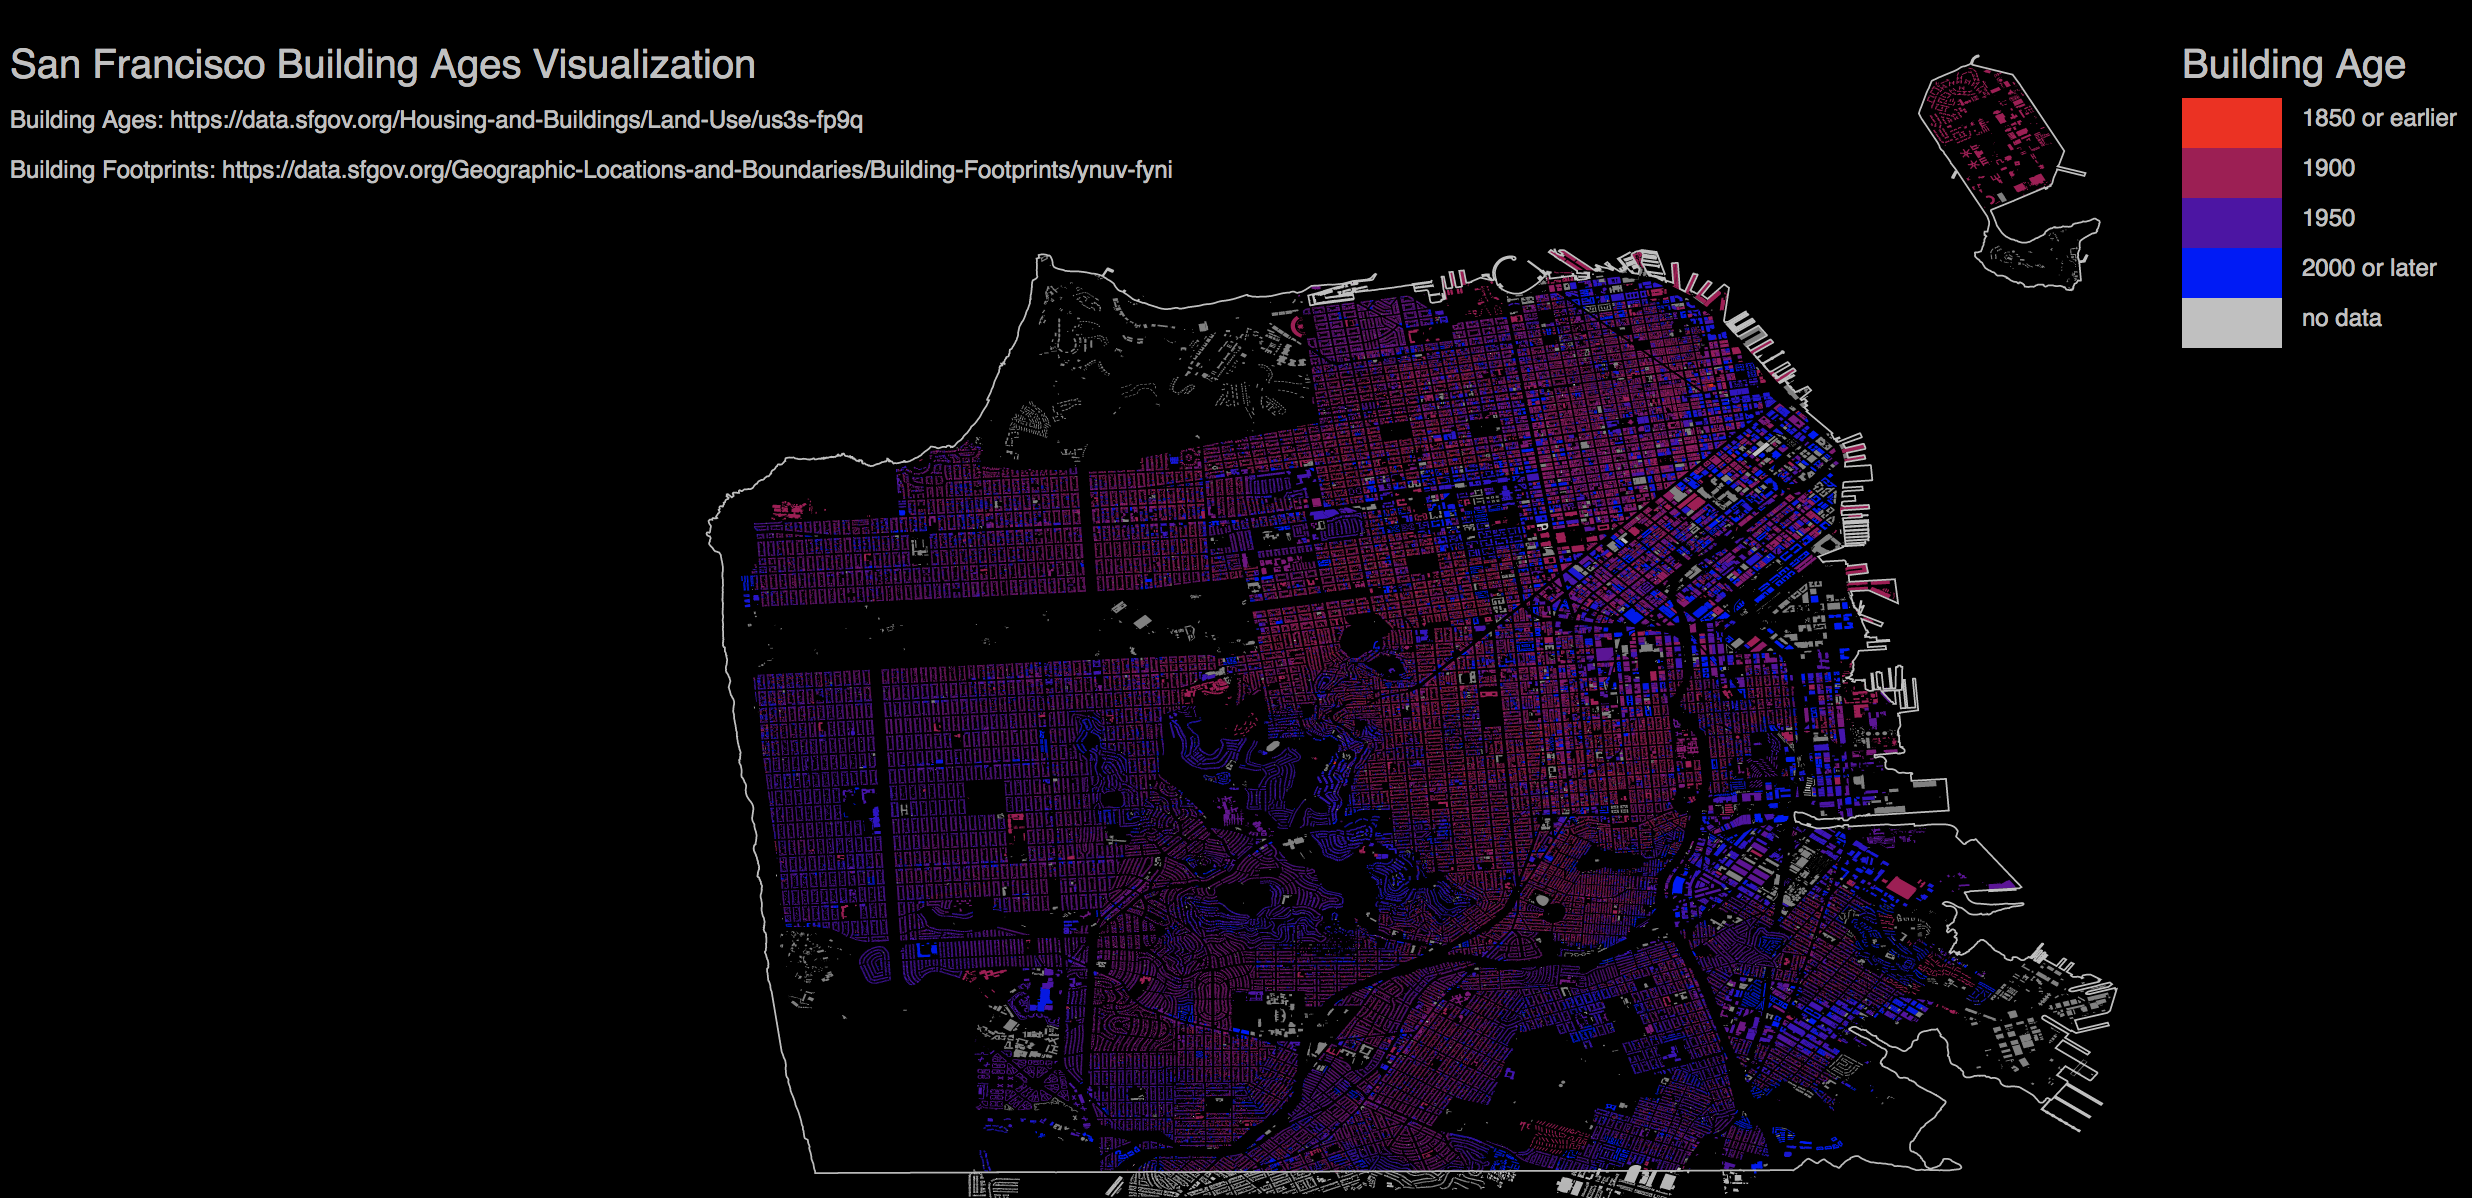 San Francisco Building Ages Visualization
Building Ages: https://data.sfgov.org/Housing-and-Buildings/Land-Use/us3s-fp9q
Building Footprints: https://data.sfgov.org/Geographic-Locations-and-Boundaries/Building-Footprints/ynuv-fyni
Building Age
1850 or earlier
1900
1950
2000 or later
no data